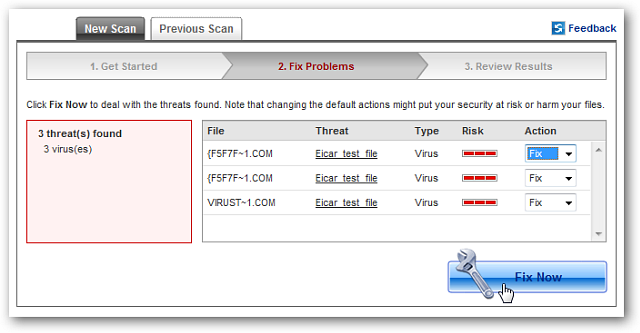 New Scan Previous Scan Feedback
1. Get Started 2. Fix Problems 3. Review Results
Click Fix Now to deal with the threats found. Note that changing the default actions might put your security at risk or harm your files.
3 threat(s) found
3 virus(es)
File Threat Type Risk Action
{F5F7F~1.COM Eicar_test_file Virus Fix
{F5F7F~1.COM Eicar_test_file Virus Fix
VIRUST~1.COM Eicar_test_file Virus Fix
Fix Now